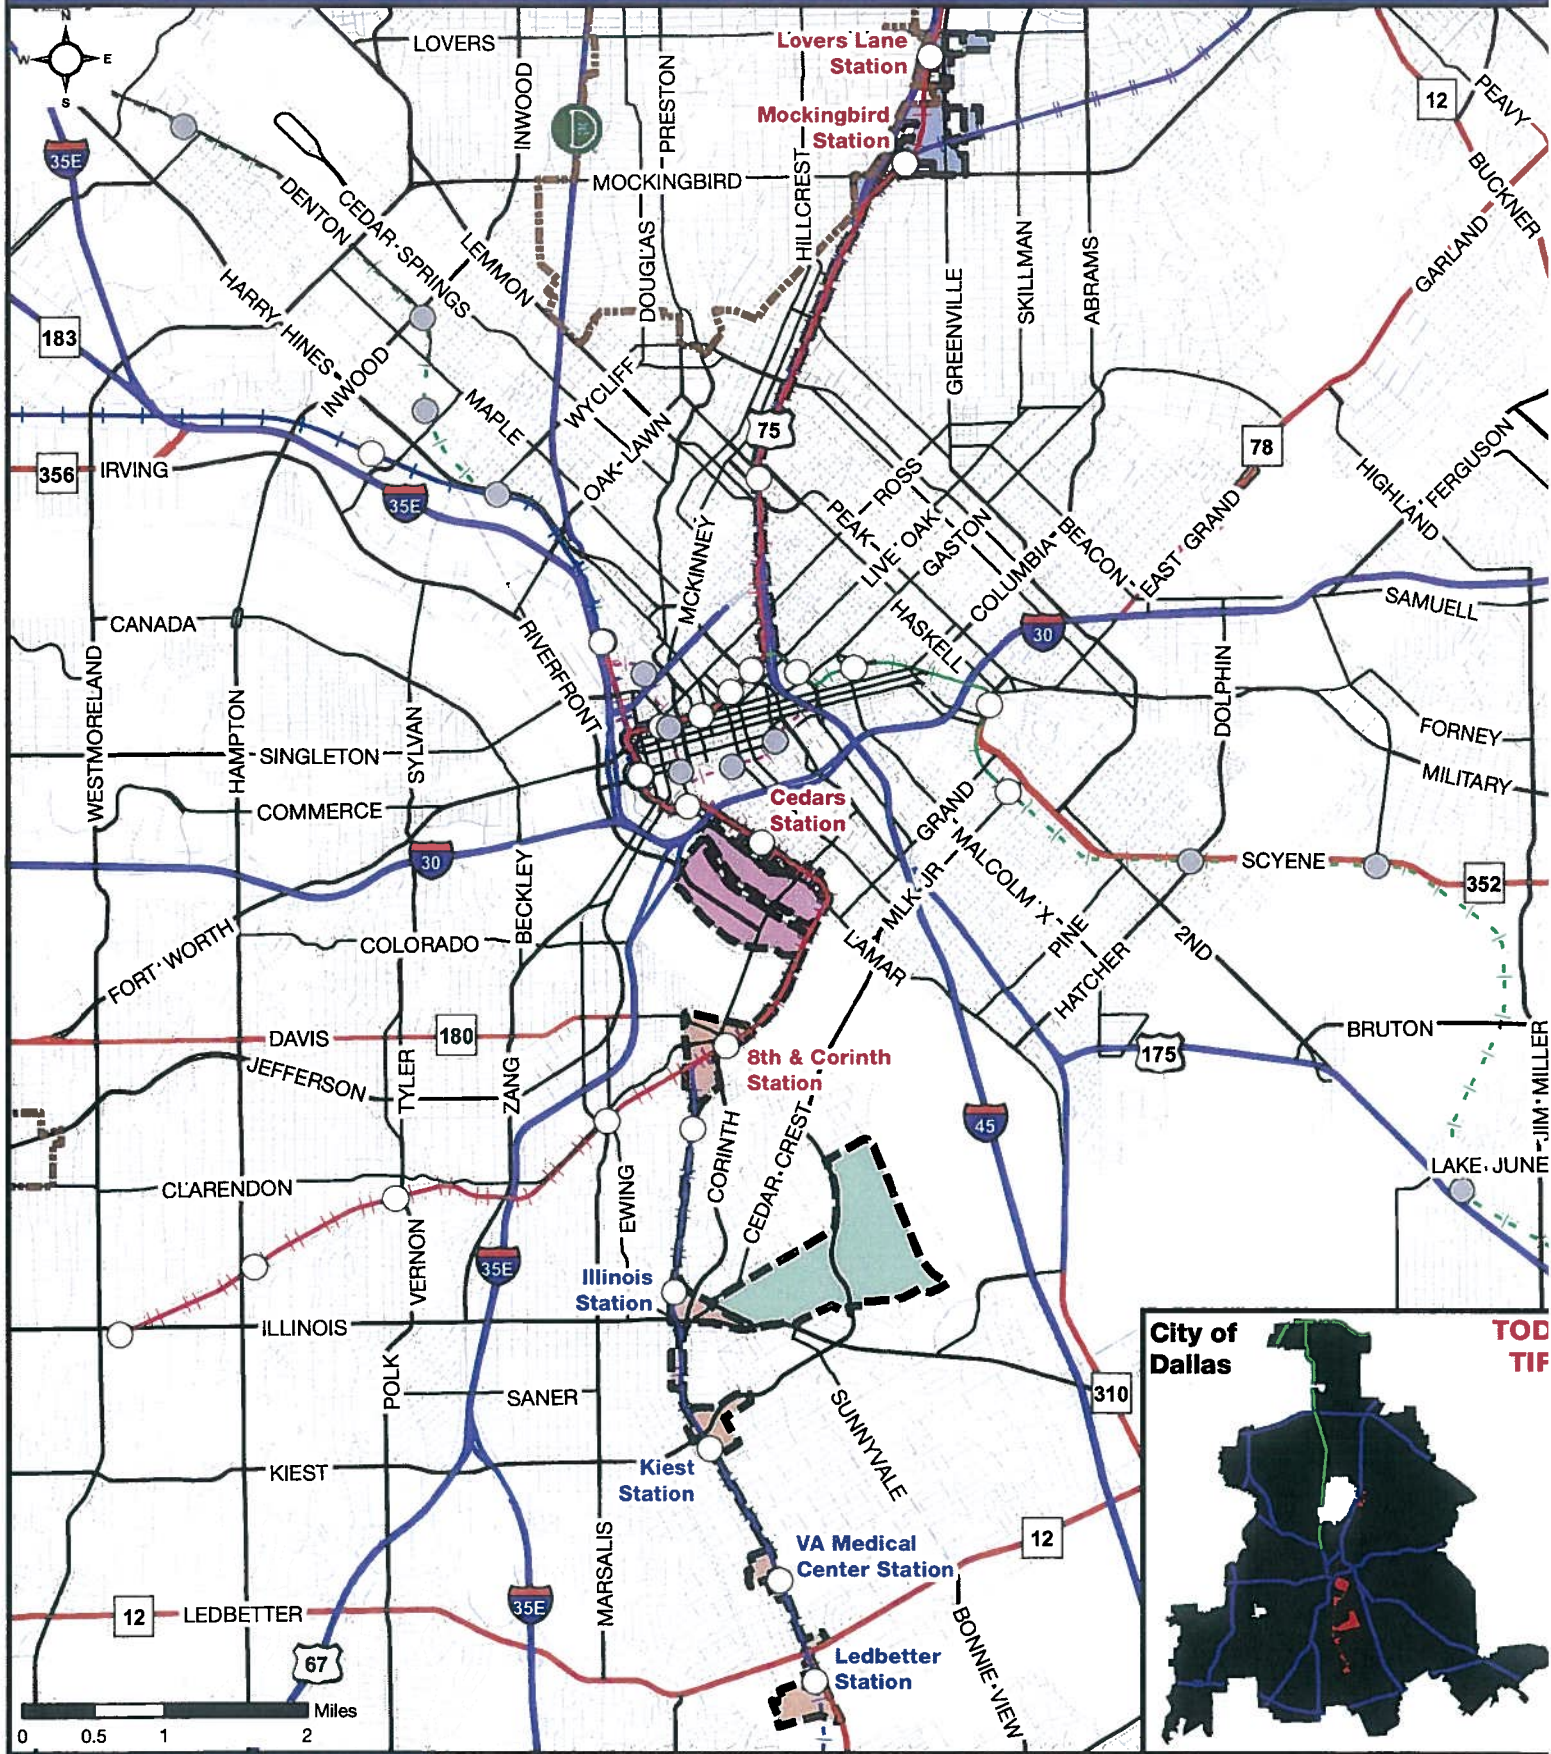 N
W
E
S
LOVERS
INWOOD
PRESTON
Lovers Lane
Station
Mockingbird
Station
12
PEAVY
BUCKNER
35E
DENTON
CEDAR SPRINGS
LEMMON
MOCKINGBIRD
DOUGLAS
HILLCREST
GREENVILLE
SKILLMAN
ABRAMS
GARLAND
183
HARRY HINES
INWOOD
MAPLE
WYCLIFF
OAK LAWN
75
78
356
IRVING
35E
MCKINNEY
PEAK
ROSS
LIVE OAK
GASTON
COLUMBIA
BEACON
EAST GRAND
HIGHLAND
FERGUSON
HASKELL
30
SAMUELL
CANADA
RIVERFRONT
WESTMORELAND
HAMPTON
SYLVAN
SINGLETON
COMMERCE
DOLPHIN
FORNEY
MILITARY
Cedars
Station
GRAND
MALCOLM X
MLK JR
30
SCYENE
352
BECKLEY
COLORADO
FORT WORTH
LAMAR
PINE
HATCHER
2ND
DAVIS
180
JEFFERSON
TYLER
ZANG
8th & Corinth
Station
BRUTON
175
JIM MILLER
45
CORINTH
CEDAR CREST
LAKE JUNE
CLARENDON
EWING
VERNON
35E
Illinois
Station
ILLINOIS
POLK
SANER
SUNNYVALE
310
KIEST
Kiest
Station
MARSALIS
VA Medical
Center Station
12
12
LEDBETTER
35E
67
Ledbetter
Station
BONNIE VIEW
Miles
0
0.5
1
2
City of
Dallas
TOD
TIF